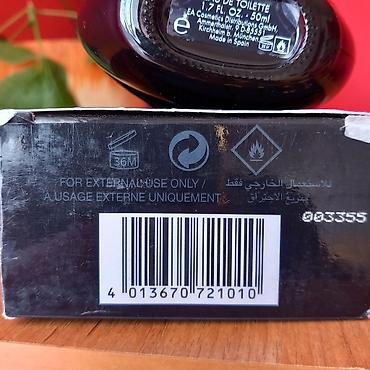 DE TOILETTE
1.7 FL. OZ. - 50ml
EA Cosmetics Distributions GmbH,
Kirchheim b. München
Made in Spain
36M
FOR EXTERNAL USE ONLY /
A USAGE EXTERNE UNIQUEMENT
للاستعمال الخارجي فقط
سريع الاحتراق
003355
4 013670 721010